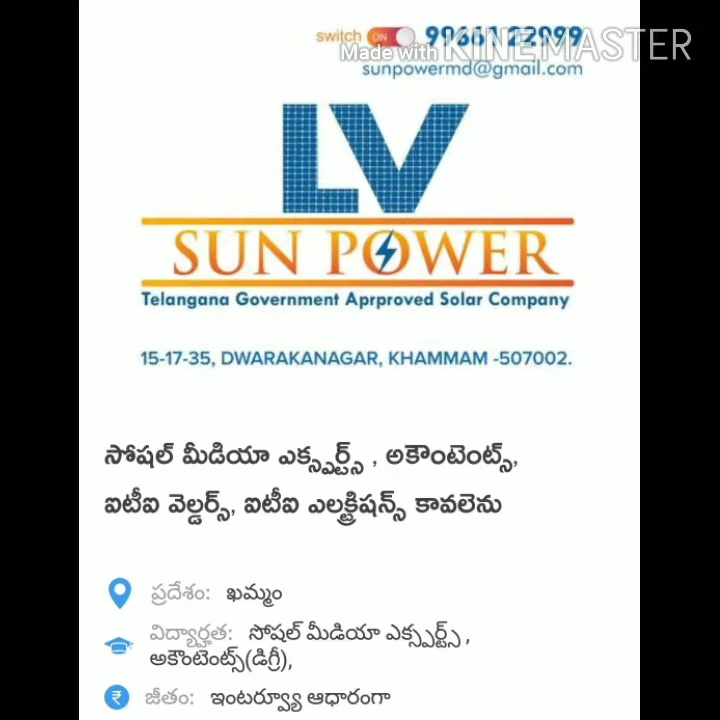 switch ON
Made with KINEMASTER
sunpowermd@gmail.com
LV
SUN POWER
Telangana Government Aprproved Solar Company
15-17-35, DWARAKANAGAR, KHAMMAM -507002.
సోషల్ మీడియా ఎక్స్పర్ట్స్ , అకౌంటెంట్స్,
ఐటీఐ వెల్డర్స్, ఐటీఐ ఎలక్ట్రిషన్స్ కావలెను
ప్రదేశం: ఖమ్మం
విద్యార్హత: సోషల్ మీడియా ఎక్స్పర్ట్స్ ,
అకౌంటెంట్స్(డిగ్రీ),
జీతం: ఇంటర్వ్యూ ఆధారంగా